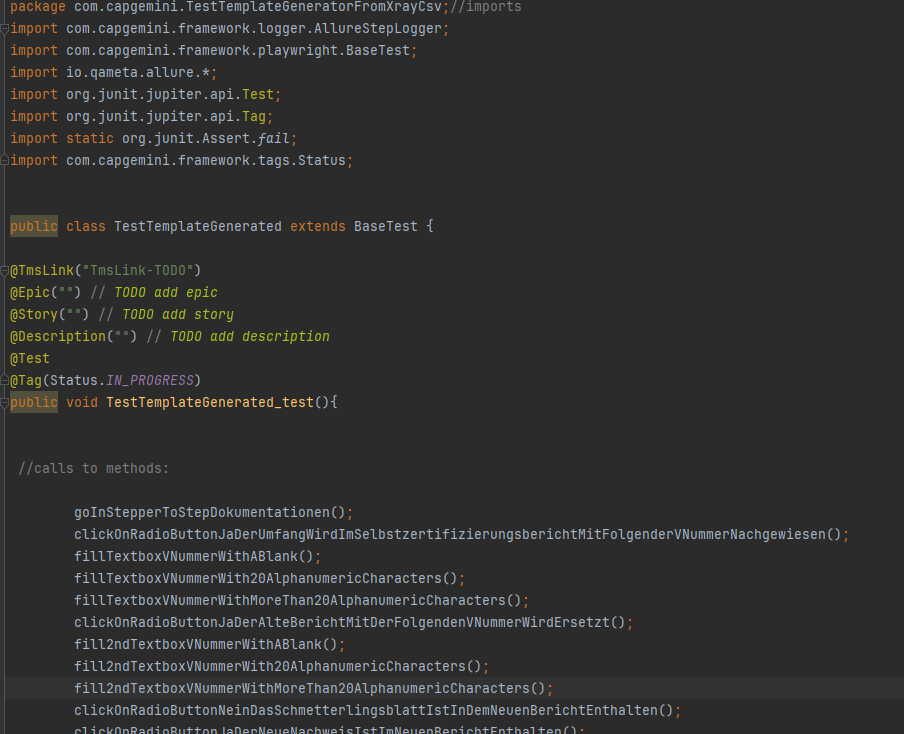 package com.capgemini.TestTemplateGeneratorFromXrayCsv;//imports
import com.capgemini.framework.logger.AllureStepLogger;
import com.capgemini.framework.playwright.BaseTest;
import io.qameta.allure.*;
import org.junit.jupiter.api.Test;
import org.junit.jupiter.api.Tag;
import static org.junit.Assert.fail;
import com.capgemini.framework.tags.Status;
public class TestTemplateGenerated extends BaseTest {
@TmsLink("TmsLink-TODO")
@Epic("") // TODO add epic
@Story("") // TODO add story
@Description("") // TODO add description
@Test
@Tag(Status.IN_PROGRESS)
public void TestTemplateGenerated_test(){
//calls to methods:
goInStepperToStepDokumentationen();
clickOnRadioButtonJaDerUmfangWirdImSelbstzertifizierungsberichtMitFolgenderVNummerNachgewiesen();
fillTextboxVNummerWithABlank();
fillTextboxVNummerWith20AlphanumericCharacters();
fillTextboxVNummerWithMoreThan20AlphanumericCharacters();
clickOnRadioButtonJaDerAlteBerichtMitDerFolgendenVNummerWirdErsetzt();
fill2ndTextboxVNummerWithABlank();
fill2ndTextboxVNummerWith20AlphanumericCharacters();
fill2ndTextboxVNummerWithMoreThan20AlphanumericCharacters();
clickOnRadioButtonNeinDasSchmetterlingsblattIstInDemNeuenBerichtEnthalten();
clickOnRadioButtonJaDerNeueNachweisIstImNeuenBerichtEnthalten();